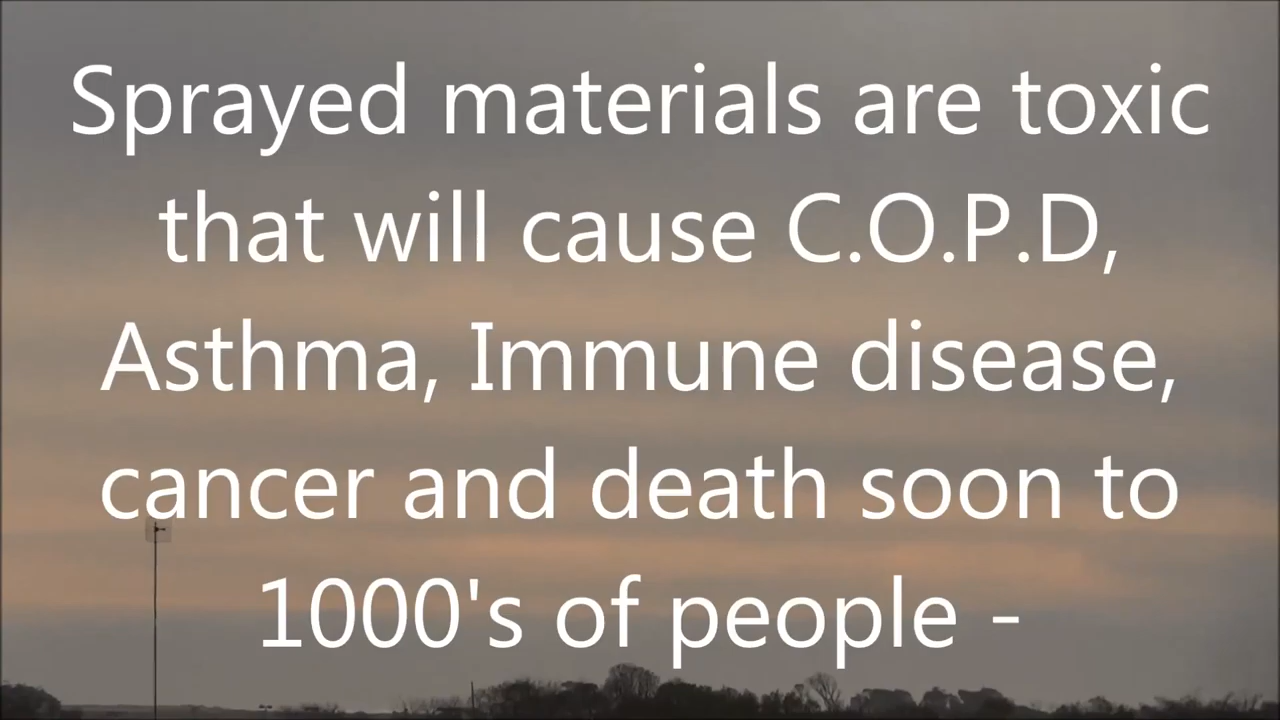 Sprayed materials are toxic
that will cause C.O.P.D,
Asthma, Immune disease,
cancer and death soon to
1000's of people -